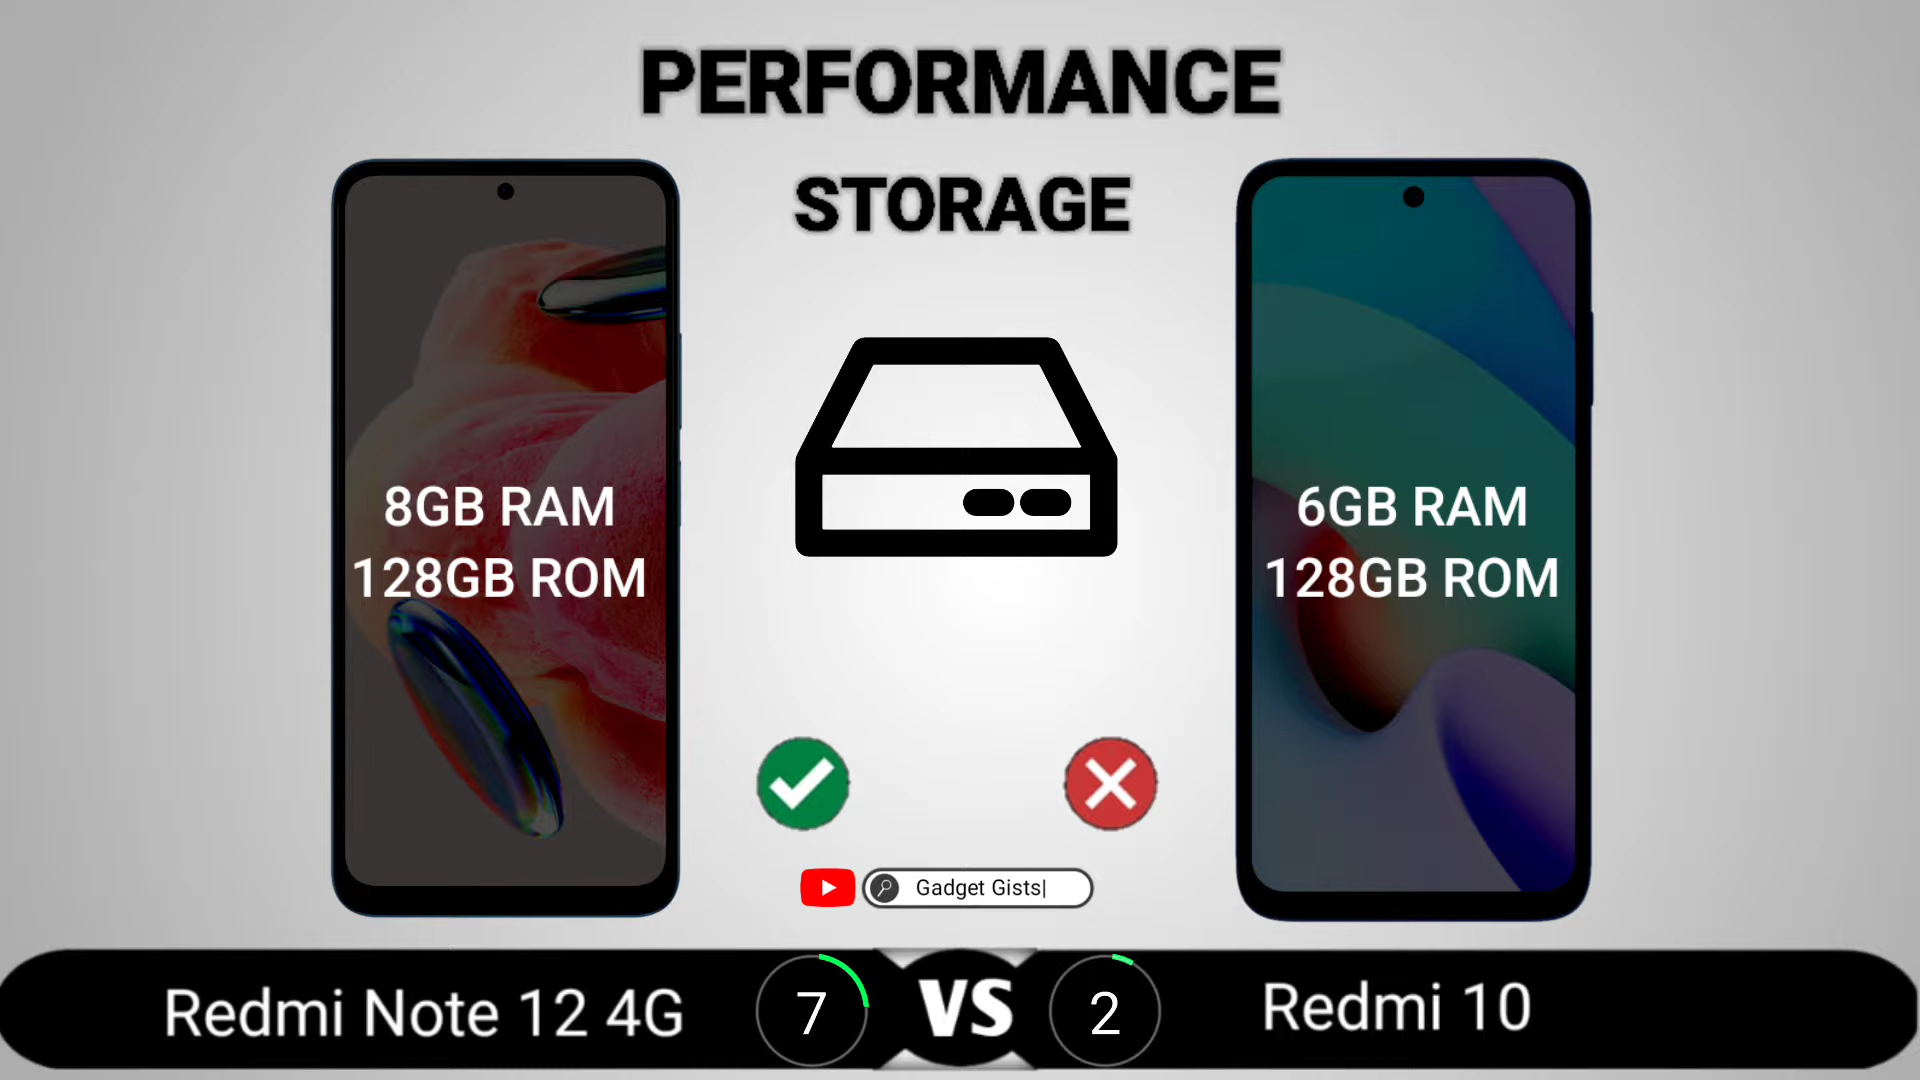 PERFORMANCE
STORAGE
8GB RAM
128GB ROM
6GB RAM
128GB ROM
Gadget Gists|
Redmi Note 12 4G
7
VS
2
Redmi 10